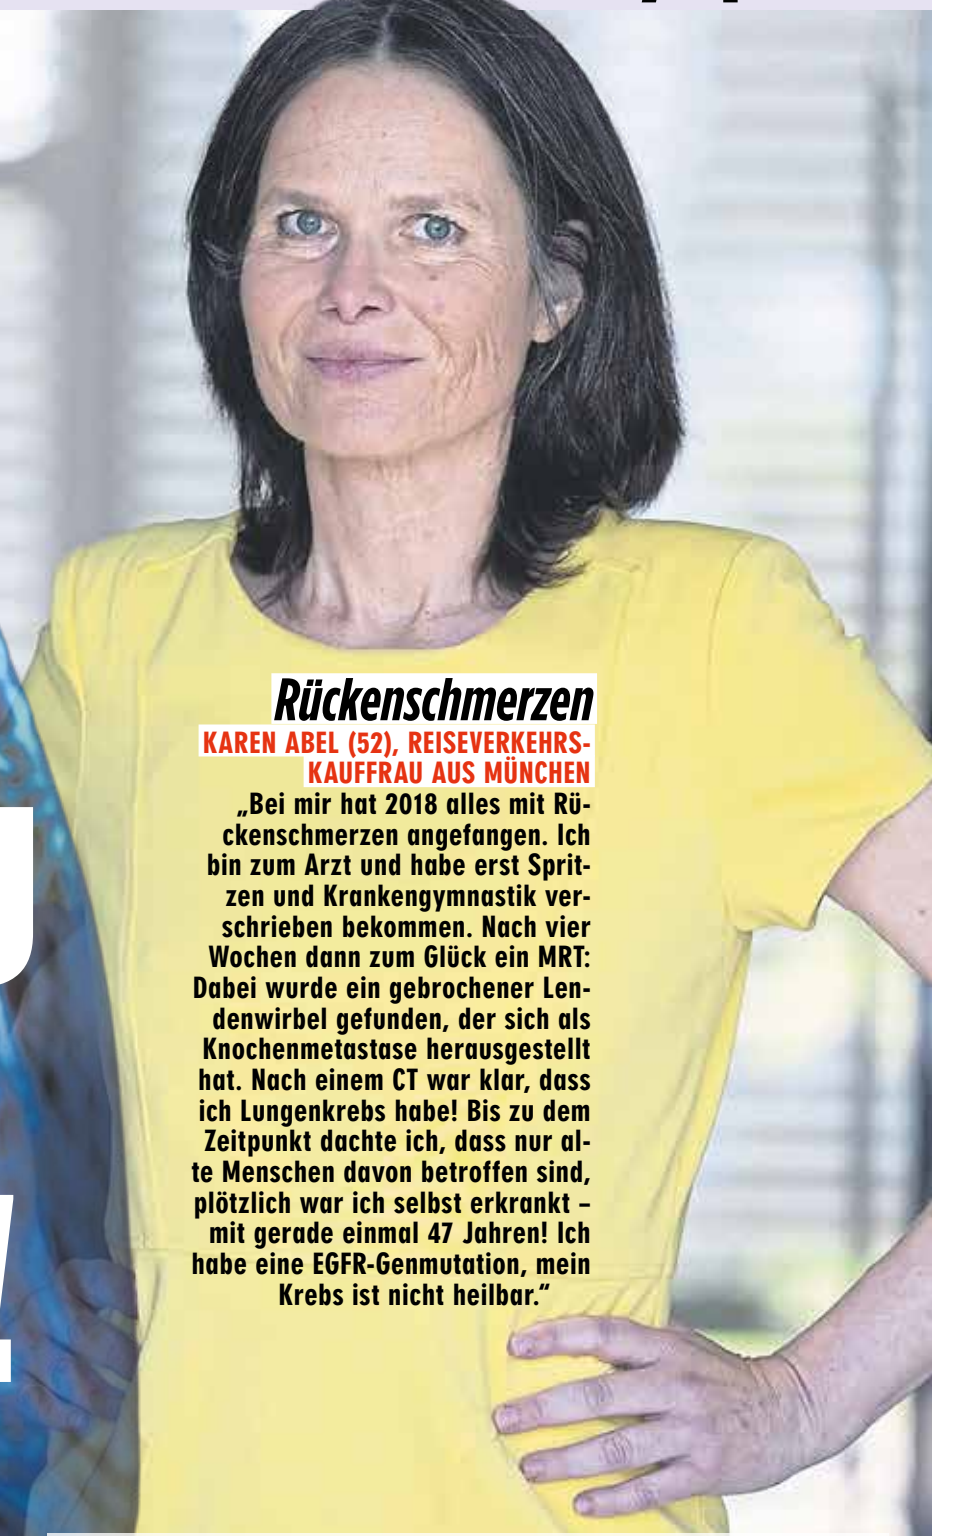 Rückenschmerzen
KAREN ABEL (52), REISEVERKEHRS-
KAUFFRAU AUS MÜNCHEN
„Bei mir hat 2018 alles mit Rü-
ckenschmerzen angefangen. Ich
bin zum Arzt und habe erst Sprit-
zen und Krankengymnastik ver-
schrieben bekommen. Nach vier
Wochen dann zum Glück ein MRT:
Dabei wurde ein gebrochener Len-
denwirbel gefunden, der sich als
Knochenmetastase herausgestellt
hat. Nach einem CT war klar, dass
ich Lungenkrebs habe! Bis zu dem
Zeitpunkt dachte ich, dass nur al-
te Menschen davon betroffen sind,
plötzlich war ich selbst erkrankt –
mit gerade einmal 47 Jahren! Ich
habe eine EGFR-Genmutation, mein
Krebs ist nicht heilbar.“